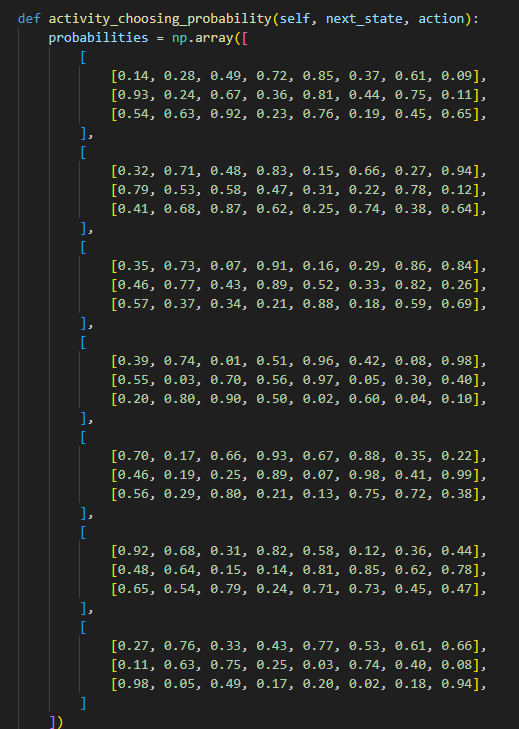 def activity_choosing_probability(self, next_state, action):
    probabilities = np.array([
        [
            [0.14, 0.28, 0.49, 0.72, 0.85, 0.37, 0.61, 0.09],
            [0.93, 0.24, 0.67, 0.36, 0.81, 0.44, 0.75, 0.11],
            [0.54, 0.63, 0.92, 0.23, 0.76, 0.19, 0.45, 0.65],
        ],
        [
            [0.32, 0.71, 0.48, 0.83, 0.15, 0.66, 0.27, 0.94],
            [0.79, 0.53, 0.58, 0.47, 0.31, 0.22, 0.78, 0.12],
            [0.41, 0.68, 0.87, 0.62, 0.25, 0.74, 0.38, 0.64],
        ],
        [
            [0.35, 0.73, 0.07, 0.91, 0.16, 0.29, 0.86, 0.84],
            [0.46, 0.77, 0.43, 0.89, 0.52, 0.33, 0.82, 0.26],
            [0.57, 0.37, 0.34, 0.21, 0.88, 0.18, 0.59, 0.69],
        ],
        [
            [0.39, 0.74, 0.01, 0.51, 0.96, 0.42, 0.08, 0.98],
            [0.55, 0.03, 0.70, 0.56, 0.97, 0.05, 0.30, 0.40],
            [0.20, 0.80, 0.90, 0.50, 0.02, 0.60, 0.04, 0.10],
        ],
        [
            [0.70, 0.17, 0.66, 0.93, 0.67, 0.88, 0.35, 0.22],
            [0.46, 0.19, 0.25, 0.89, 0.07, 0.98, 0.41, 0.99],
            [0.56, 0.29, 0.80, 0.21, 0.13, 0.75, 0.72, 0.38],
        ],
        [
            [0.92, 0.68, 0.31, 0.82, 0.58, 0.12, 0.36, 0.44],
            [0.48, 0.64, 0.15, 0.14, 0.81, 0.85, 0.62, 0.78],
            [0.65, 0.54, 0.79, 0.24, 0.71, 0.73, 0.45, 0.47],
        ],
        [
            [0.27, 0.76, 0.33, 0.43, 0.77, 0.53, 0.61, 0.66],
            [0.11, 0.63, 0.75, 0.25, 0.03, 0.74, 0.40, 0.08],
            [0.98, 0.05, 0.49, 0.17, 0.20, 0.02, 0.18, 0.94],
        ]
    ])